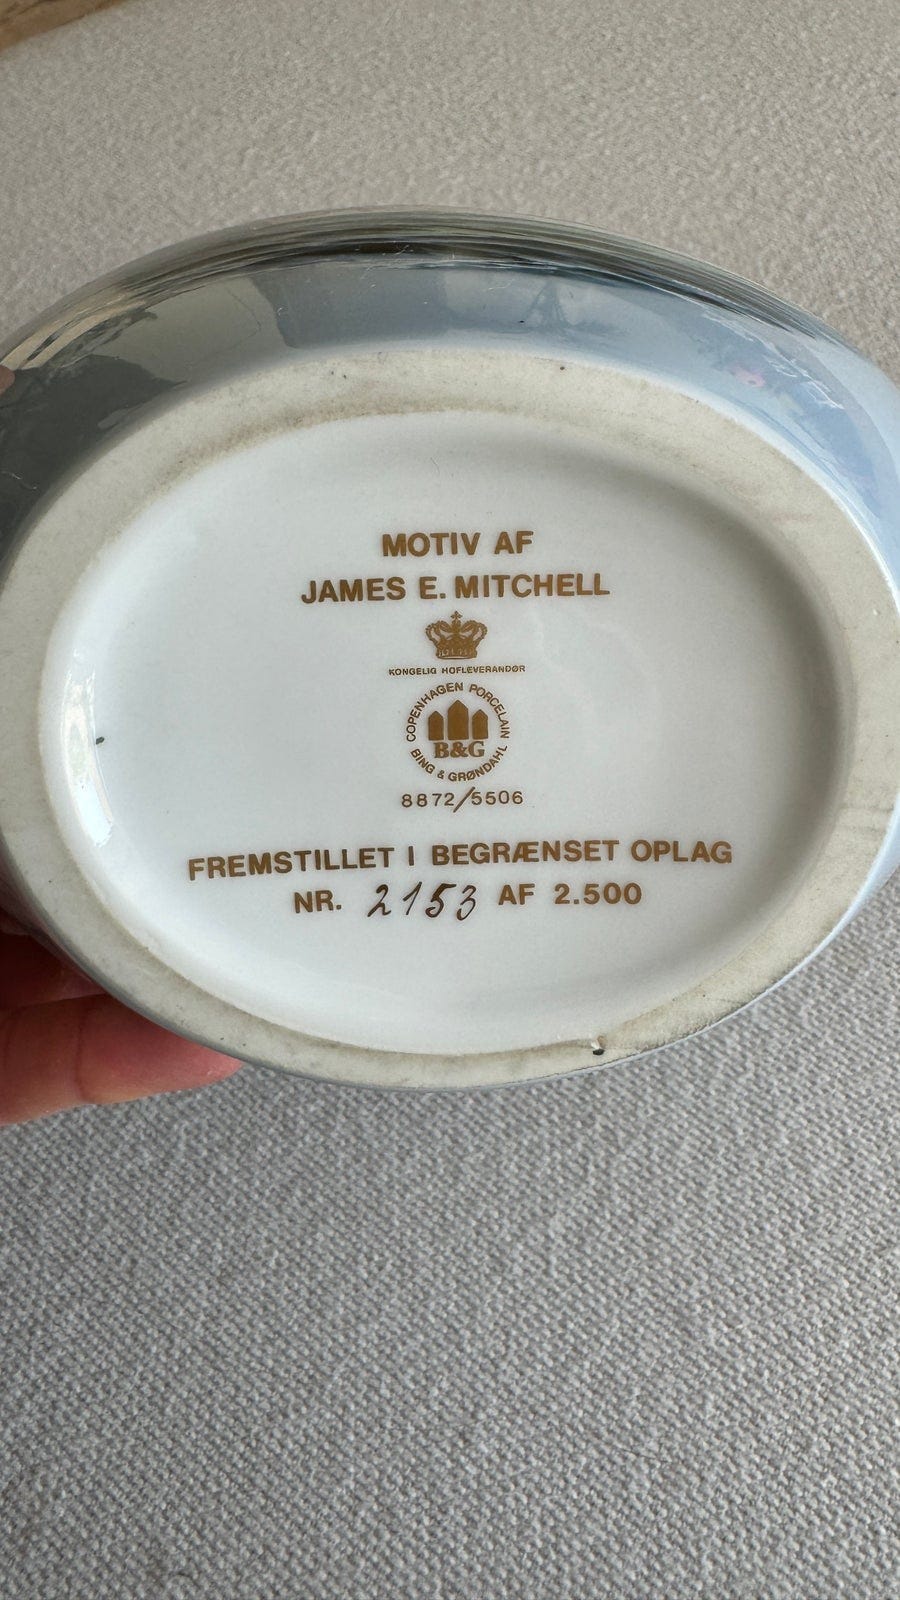 MOTIV AF
JAMES E. MITCHELL
KONGELIG HOFLEVERANDØR
COPENHAGEN PORCELAIN
B&G
BING & GRØNDAHL
8872/5506
FREMSTILLET I BEGRÆNSET OPLAG
NR. 2153 AF 2.500